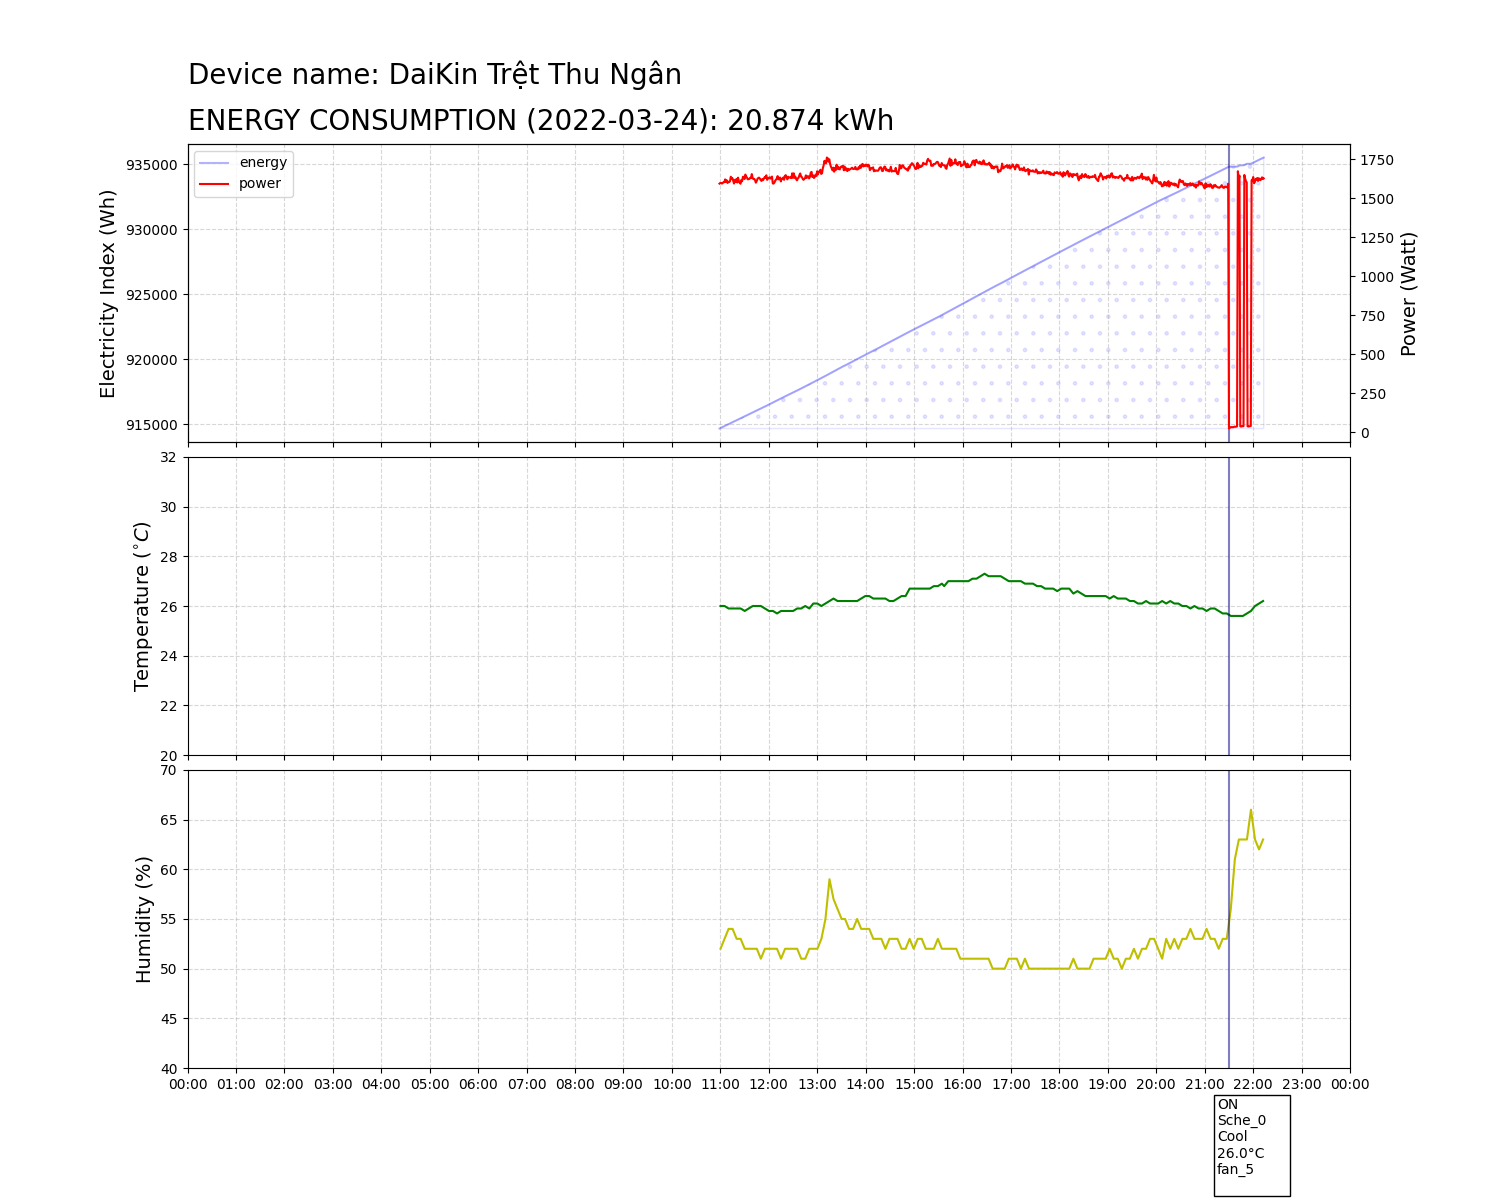 Device name: DaiKin Trệt Thu Ngân
ENERGY CONSUMPTION (2022-03-24): 20.874 kWh
energy
power
Electricity Index (Wh)
935000
930000
925000
920000
915000
Power (Watt)
1750
1500
1250
1000
750
500
250
0
Temperature (°C)
32
30
28
26
24
22
20
Humidity (%)
70
65
60
55
50
45
40
00:00 01:00 02:00 03:00 04:00 05:00 06:00 07:00 08:00 09:00 10:00 11:00 12:00 13:00 14:00 15:00 16:00 17:00 18:00 19:00 20:00 21:00 22:00 23:00 00:00
ON
Sche_0
Cool
26.0°C
fan_5